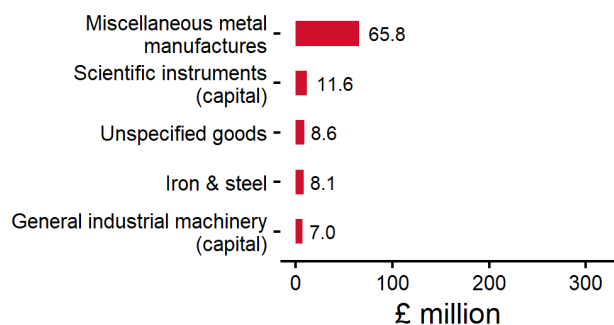 Miscellaneous metal
manufactures
65.8
Scientific instruments
(capital)
11.6
Unspecified goods
8.6
Iron & steel
8.1
General industrial machinery
(capital)
7.0
0 100 200 300
£ million